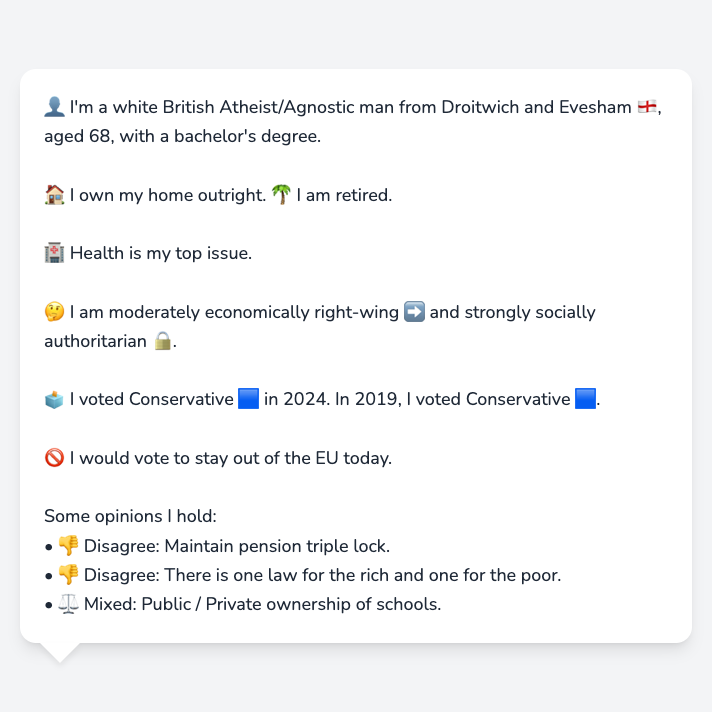 👤 I'm a white British Atheist/Agnostic man from Droitwich and Evesham 🏴󠁧󠁢󠁥󠁮󠁧󠁿,
aged 68, with a bachelor's degree.
🏠 I own my home outright. 🌴 I am retired.
🏥 Health is my top issue.
🤔 I am moderately economically right-wing ➡️ and strongly socially
authoritarian 🔒.
🗳️ I voted Conservative 🟦 in 2024. In 2019, I voted Conservative 🟦.
🚫 I would vote to stay out of the EU today.
Some opinions I hold:
• 👎 Disagree: Maintain pension triple lock.
• 👎 Disagree: There is one law for the rich and one for the poor.
• ⚖️ Mixed: Public / Private ownership of schools.